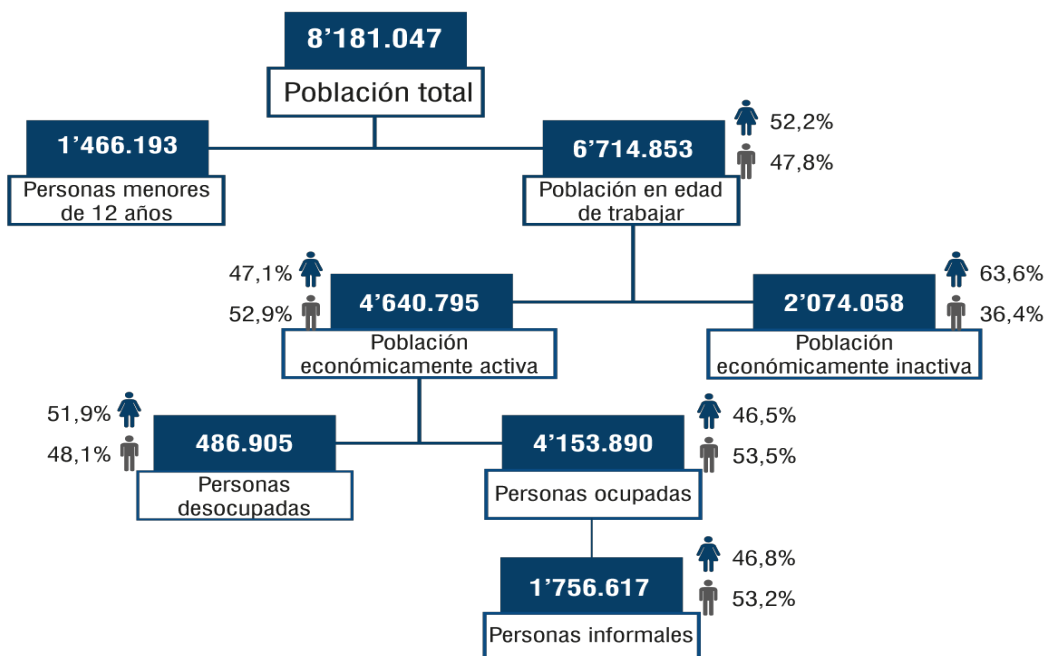 8’181.047
Población total
1’466.193
Personas menores
de 12 años
6’714.853
Población en edad
de trabajar
52,2%
47,8%
47,1%
52,9%
4’640.795
Población
económicamente activa
2’074.058
Población
económicamente inactiva
63,6%
36,4%
51,9%
48,1%
486.905
Personas
desocupadas
4’153.890
Personas ocupadas
46,5%
53,5%
1’756.617
Personas informales
46,8%
53,2%